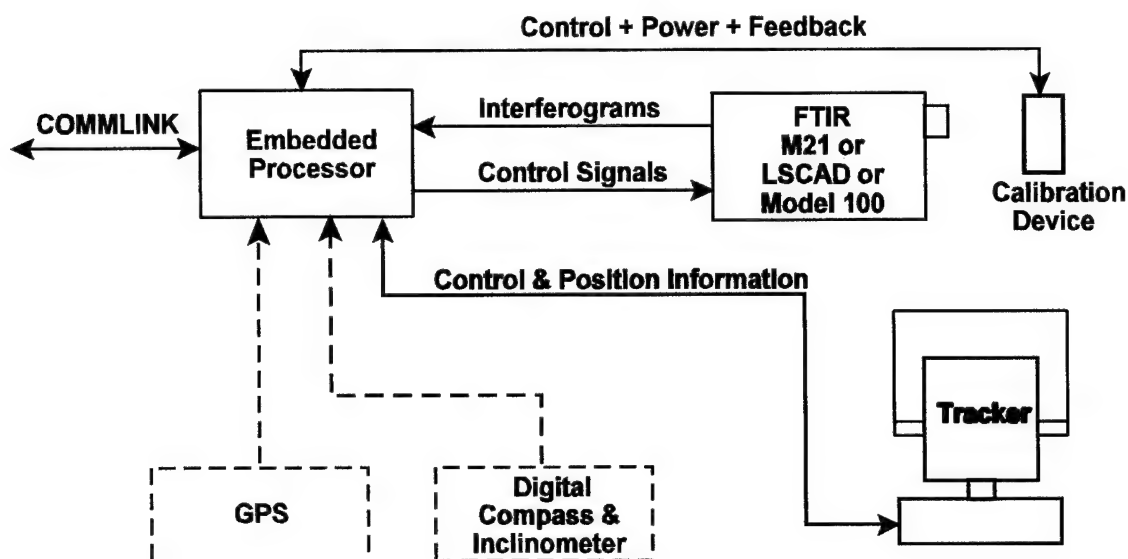 Control + Power + Feedback
COMMLINK
Embedded
Processor
Interferograms
Control Signals
FTIR
M21 or
LSCAD or
Model 100
Calibration
Device
Control & Position Information
Tracker
GPS
Digital
Compass &
Inclinometer